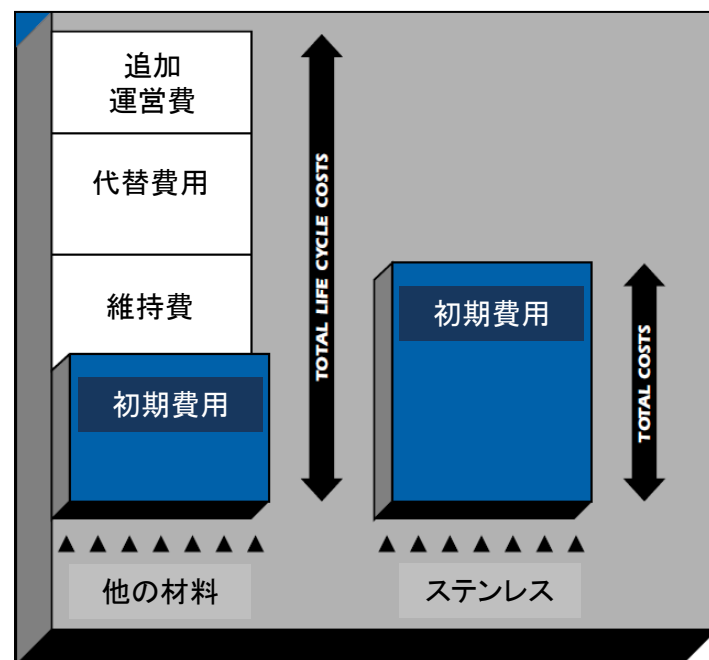 追加
運営費
代替費用
維持費
初期費用
他の材料
TOTAL LIFE CYCLE COSTS
初期費用
ステンレス
TOTAL COSTS